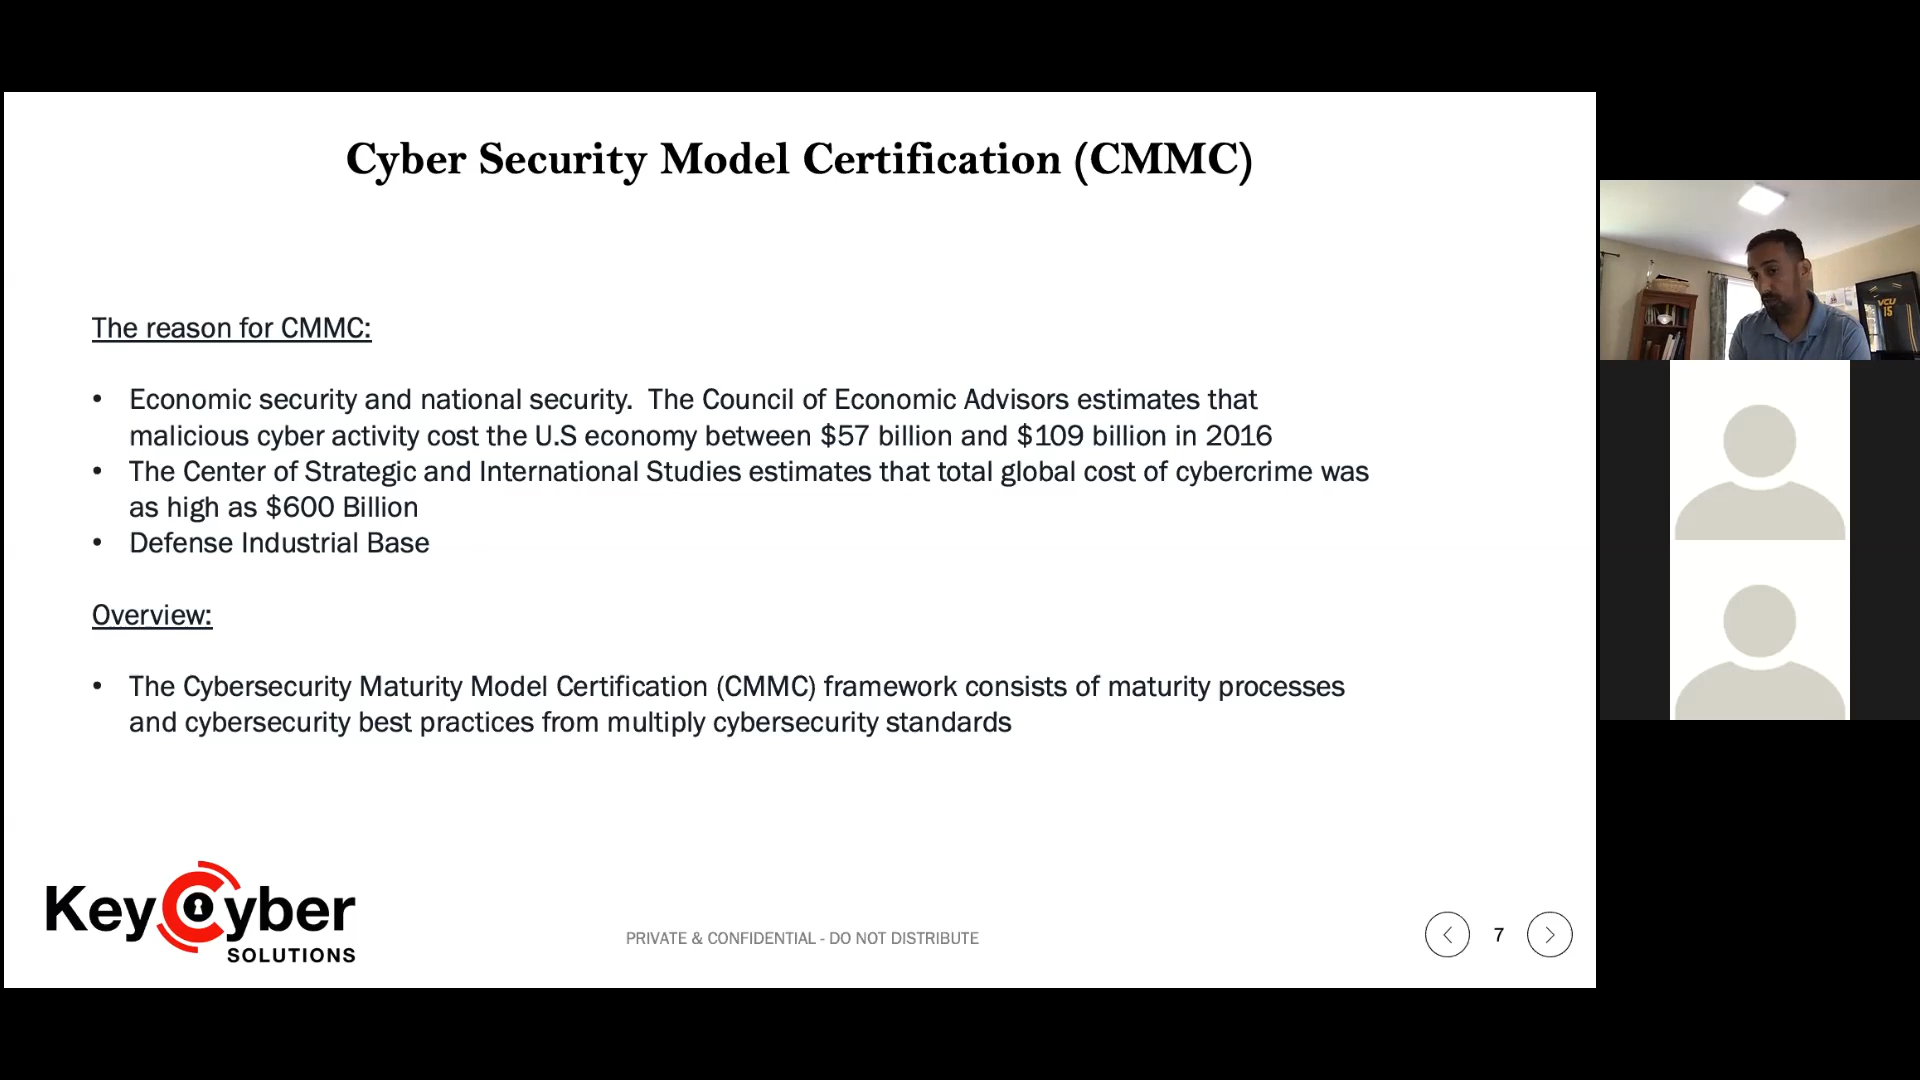 Cyber Security Model Certification (CMMC)
The reason for CMMC:
• Economic security and national security.  The Council of Economic Advisors estimates that
malicious cyber activity cost the U.S economy between $57 billion and $109 billion in 2016
• The Center of Strategic and International Studies estimates that total global cost of cybercrime was
as high as $600 Billion
• Defense Industrial Base
Overview:
• The Cybersecurity Maturity Model Certification (CMMC) framework consists of maturity processes
and cybersecurity best practices from multiply cybersecurity standards
KeyCyber
SOLUTIONS
PRIVATE & CONFIDENTIAL - DO NOT DISTRIBUTE
7
VCU
15